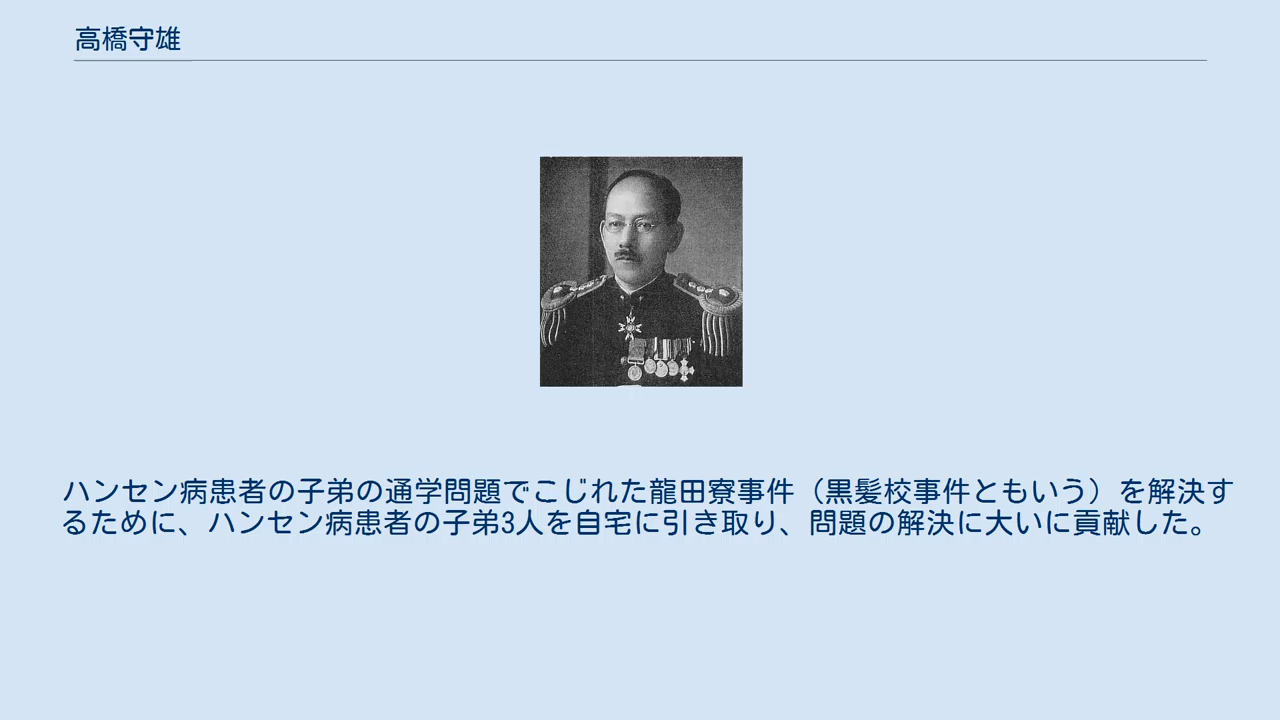 高橋守雄
ハンセン病患者の子弟の通学問題でこじれた龍田寮事件（黒髪校事件ともいう）を解決す
るために、ハンセン病患者の子弟3人を自宅に引き取り、問題の解決に大いに貢献した。